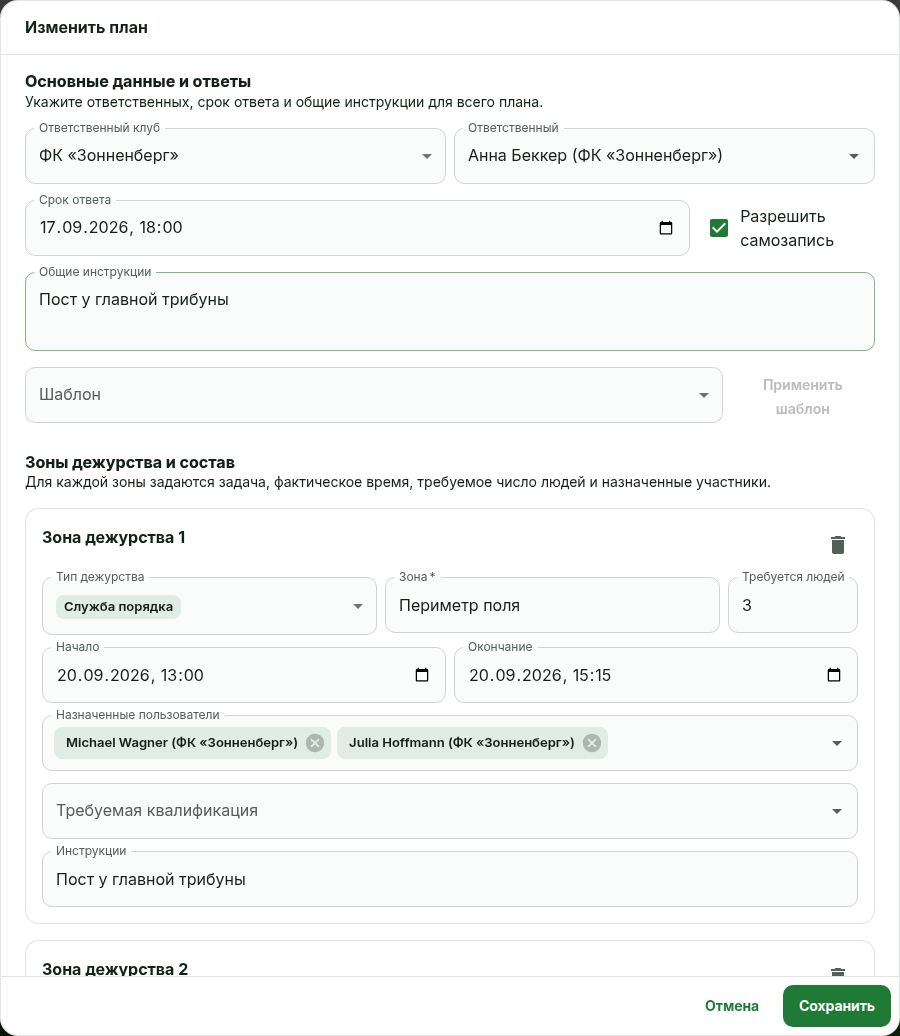 Изменить план
Основные данные и ответы
Укажите ответственных, срок ответа и общие инструкции для всего плана.
Ответственный клуб
ФК «Зонненберг»
Ответственный
Анна Беккер (ФК «Зонненберг»)
Срок ответа
17.09.2026, 18:00
Разрешить
самозапись
Общие инструкции
Пост у главной трибуны
Шаблон
Применить
шаблон
Зоны дежурства и состав
Для каждой зоны задаются задача, фактическое время, требуемое число людей и назначенные участники.
Зона дежурства 1
Тип дежурства
Служба порядка
Зона *
Периметр поля
Требуется людей
3
Начало
20.09.2026, 13:00
Окончание
20.09.2026, 15:15
Назначенные пользователи
Michael Wagner (ФК «Зонненберг»)
Julia Hoffmann (ФК «Зонненберг»)
Требуемая квалификация
Инструкции
Пост у главной трибуны
Зона дежурства 2
Отмена
Сохранить